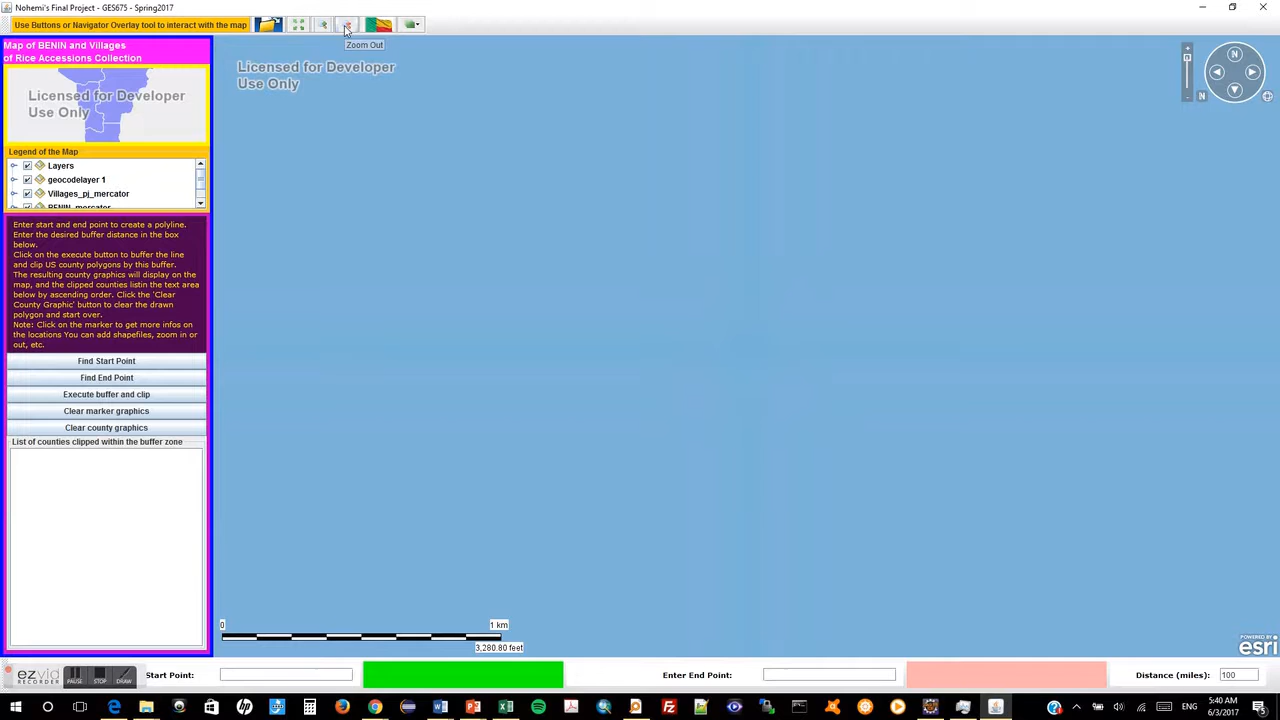 Nohemi's Final Project - GES675 - Spring2017
Use Buttons or Navigator Overlay tool to interact with the map
Zoom Out
Map of BENIN and Villages
of Rice Accessions Collection
Licensed for Developer
Use Only
Licensed for Developer
Use Only
N
N
Legend of the Map
Layers
geocodelayer 1
Villages_pj_mercator
BENIN_mercator
Enter start and end point to create a polyline.
Enter the desired buffer distance in the box
below.
Click on the execute button to buffer the line
and clip US county polygons by this buffer.
The resulting county graphics will display on the
map, and the clipped counties listin the text area
below by ascending order. Click the 'Clear
County Graphic' button to clear the drawn
polygon and start over.
Note: Click on the marker to get more infos on
the locations You can add shapefiles, zoom in or
out, etc.
Find Start Point
Find End Point
Execute buffer and clip
Clear marker graphics
Clear county graphics
List of counties clipped within the buffer zone
0
1 km
3,280.80 feet
POWERED BY
esri
ezvid
RECORDER
PAUSE
STOP
DRAW
Start Point:
Enter End Point:
Distance (miles):
100
ENG
5:40 AM
6/3/2017